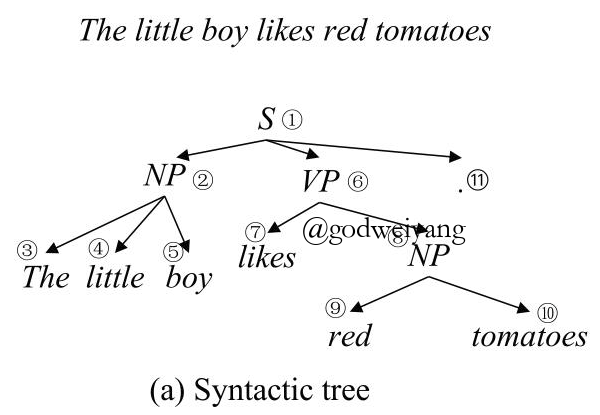 The little boy likes red tomatoes
S ①
NP ② VP ⑥ . ⑪
③ ④ ⑤ ⑦ @godweiyang ⑧
The little boy likes NP
⑨ ⑩
red tomatoes
(a) Syntactic tree